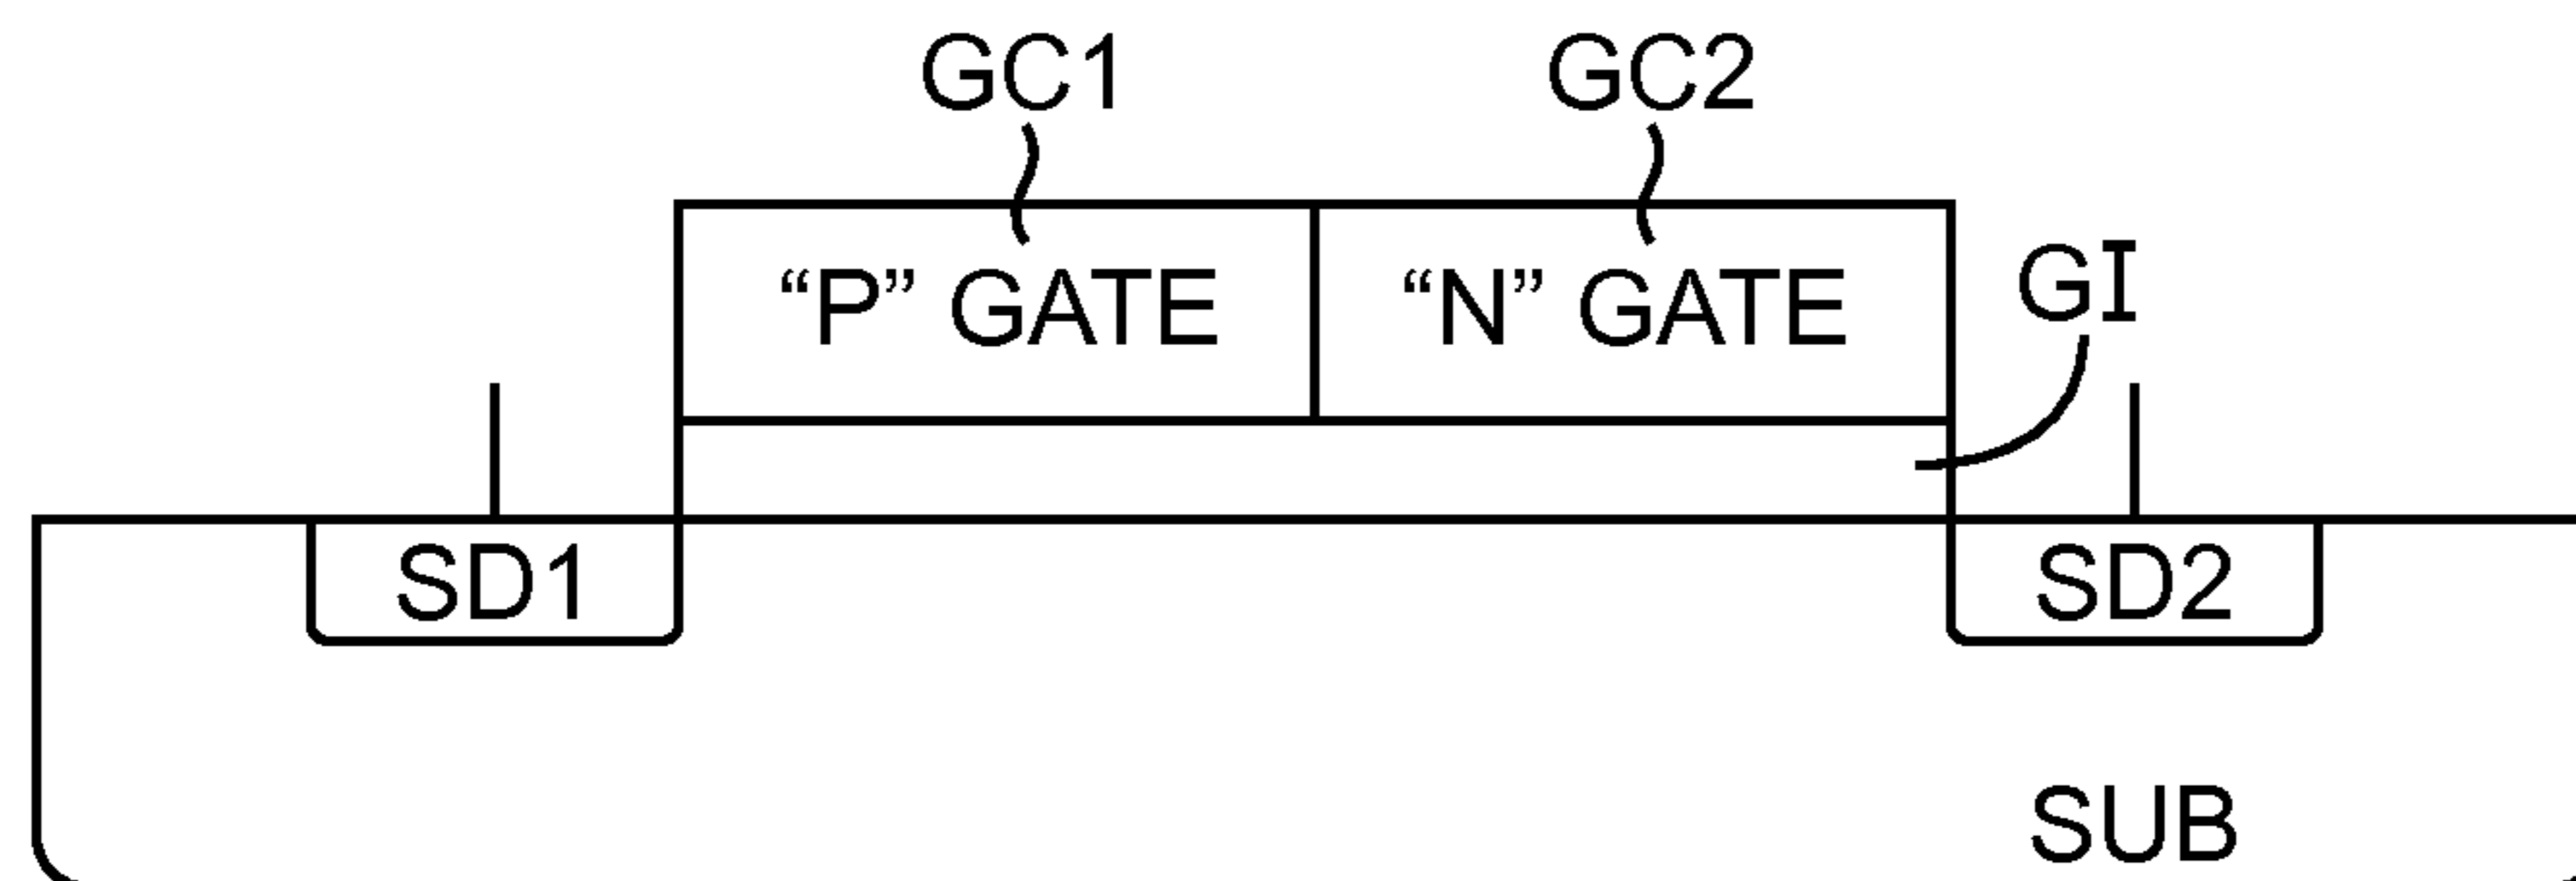 GC1 GC2
“P” GATE “N” GATE GI
SD1 SD2
SUB